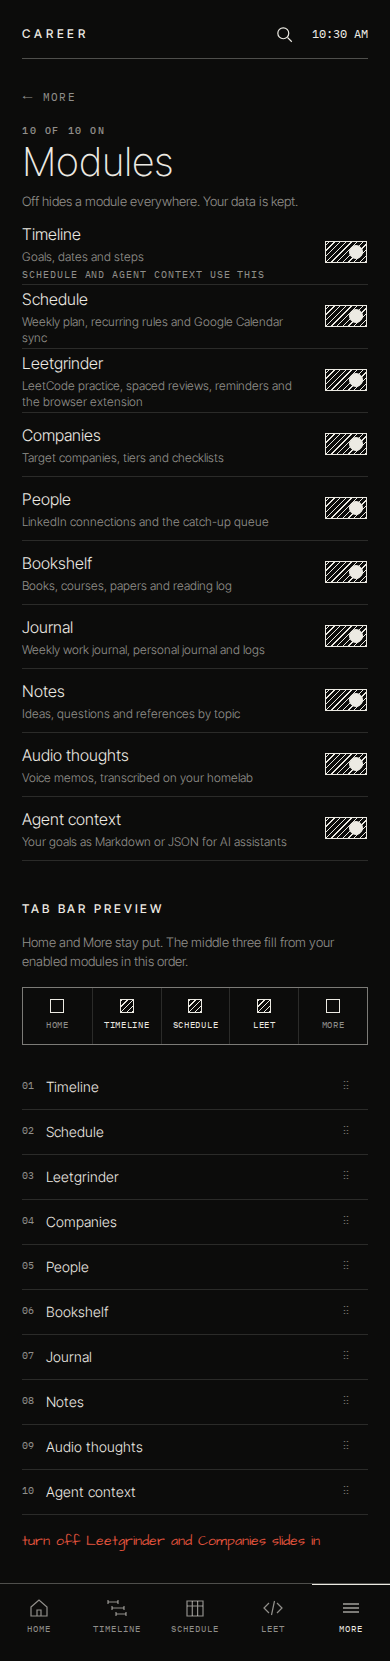 CAREER
10:30 AM
← MORE
10 OF 10 ON
Modules
Off hides a module everywhere. Your data is kept.
Timeline
Goals, dates and steps
SCHEDULE AND AGENT CONTEXT USE THIS
Schedule
Weekly plan, recurring rules and Google Calendar
sync
Leetgrinder
LeetCode practice, spaced reviews, reminders and
the browser extension
Companies
Target companies, tiers and checklists
People
LinkedIn connections and the catch-up queue
Bookshelf
Books, courses, papers and reading log
Journal
Weekly work journal, personal journal and logs
Notes
Ideas, questions and references by topic
Audio thoughts
Voice memos, transcribed on your homelab
Agent context
Your goals as Markdown or JSON for AI assistants
TAB BAR PREVIEW
Home and More stay put. The middle three fill from your
enabled modules in this order.
HOME TIMELINE SCHEDULE LEET MORE
01 Timeline
02 Schedule
03 Leetgrinder
04 Companies
05 People
06 Bookshelf
07 Journal
08 Notes
09 Audio thoughts
10 Agent context
turn off Leetgrinder and Companies slides in
HOME TIMELINE SCHEDULE LEET MORE